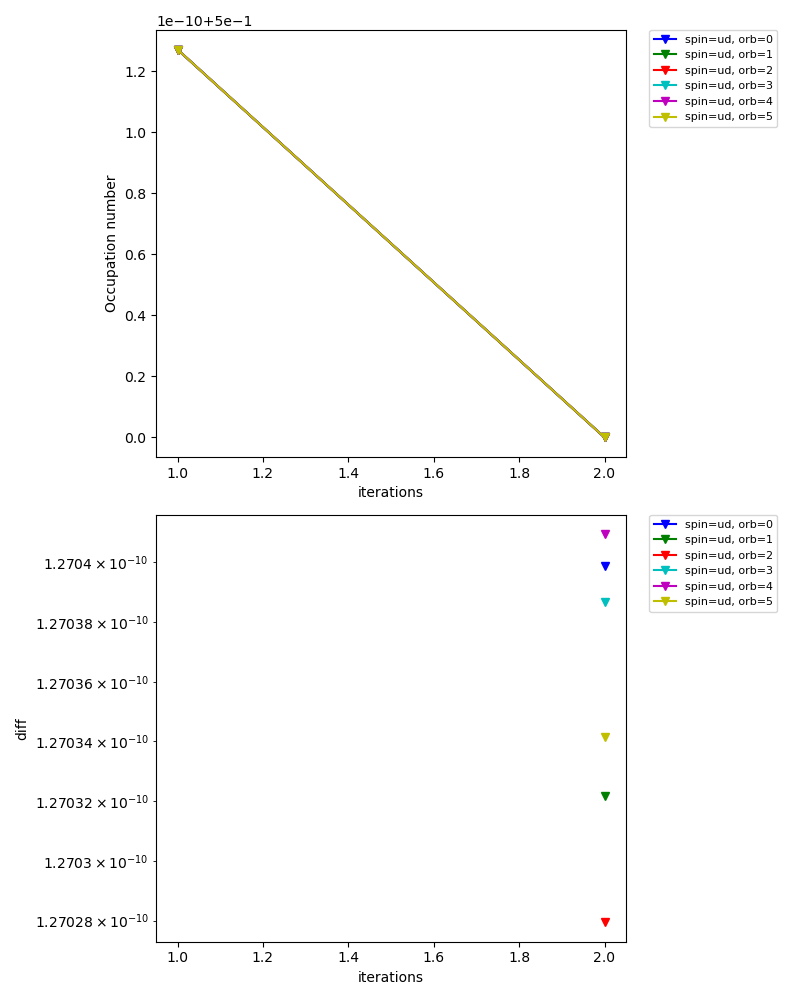 1e−10+5e−1
1.2
1.0
0.8
0.6
0.4
0.2
0.0
Occupation number
1.0 1.2 1.4 1.6 1.8 2.0
iterations
spin=ud, orb=0
spin=ud, orb=1
spin=ud, orb=2
spin=ud, orb=3
spin=ud, orb=4
spin=ud, orb=5
1.2704 × 10⁻¹⁰
1.27038 × 10⁻¹⁰
1.27036 × 10⁻¹⁰
1.27034 × 10⁻¹⁰
1.27032 × 10⁻¹⁰
1.2703 × 10⁻¹⁰
1.27028 × 10⁻¹⁰
diff
1.0 1.2 1.4 1.6 1.8 2.0
iterations
spin=ud, orb=0
spin=ud, orb=1
spin=ud, orb=2
spin=ud, orb=3
spin=ud, orb=4
spin=ud, orb=5